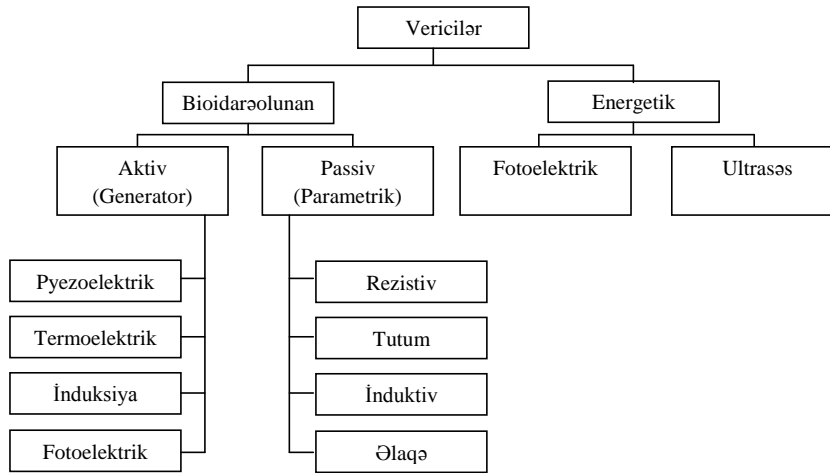 Vericilər
Bioidarəolunan
Energetik
Aktiv
(Generator)
Passiv
(Parametrik)
Fotoelektrik
Ultrasəs
Pyezoelektrik
Rezistiv
Termoelektrik
Tutum
İnduksiya
İnduktiv
Fotoelektrik
Əlaqə